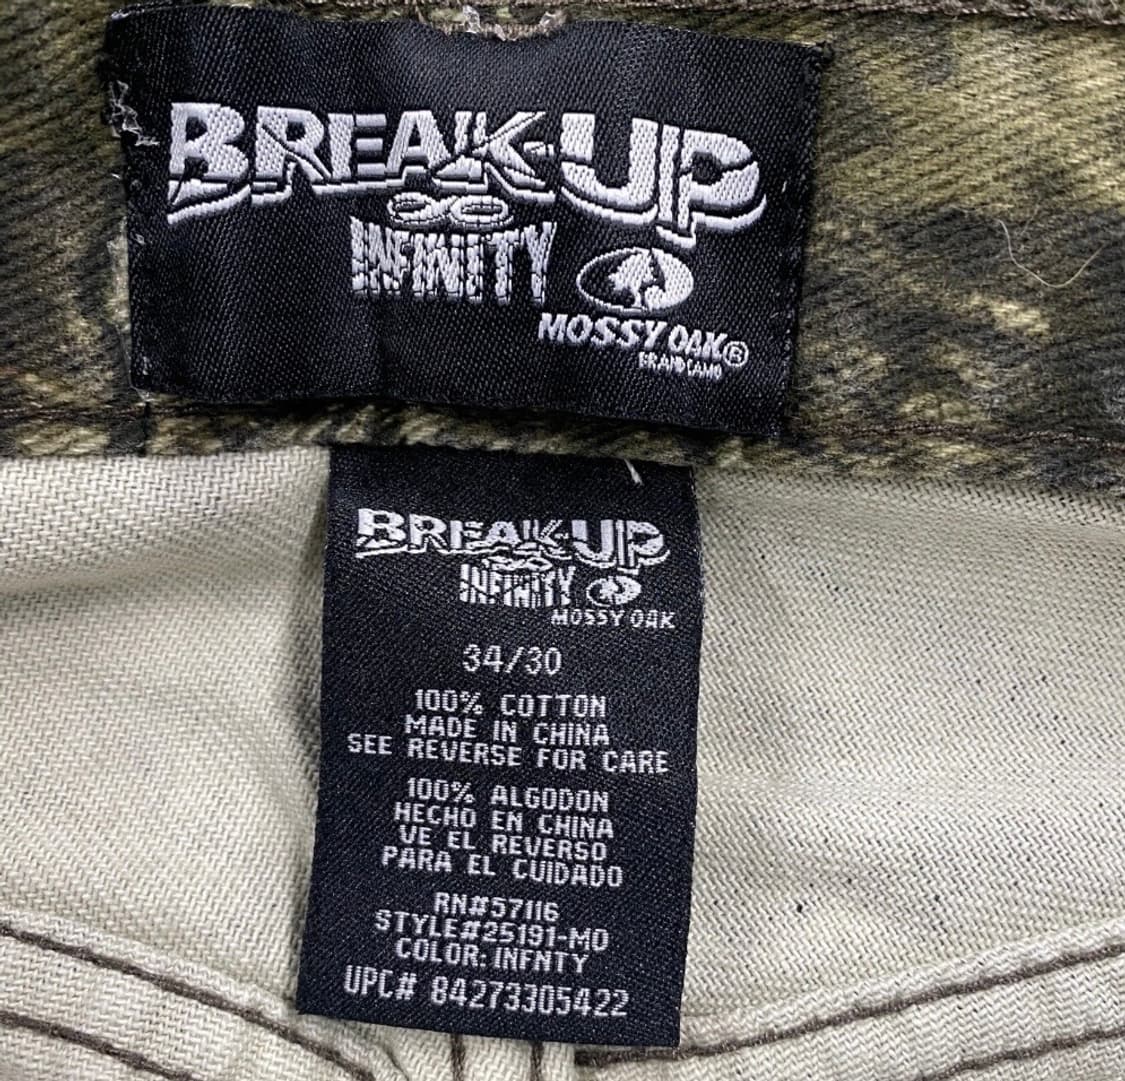 BREAK-UP
INFINITY
MOSSY OAK®
BRAND CAMO
BREAK-UP
INFINITY
MOSSY OAK
34/30
100% COTTON
MADE IN CHINA
SEE REVERSE FOR CARE
100% ALGODON
HECHO EN CHINA
VE EL REVERSO
PARA EL CUIDADO
RN#57116
STYLE#25191-MO
COLOR: INFNTY
UPC# 84273305422